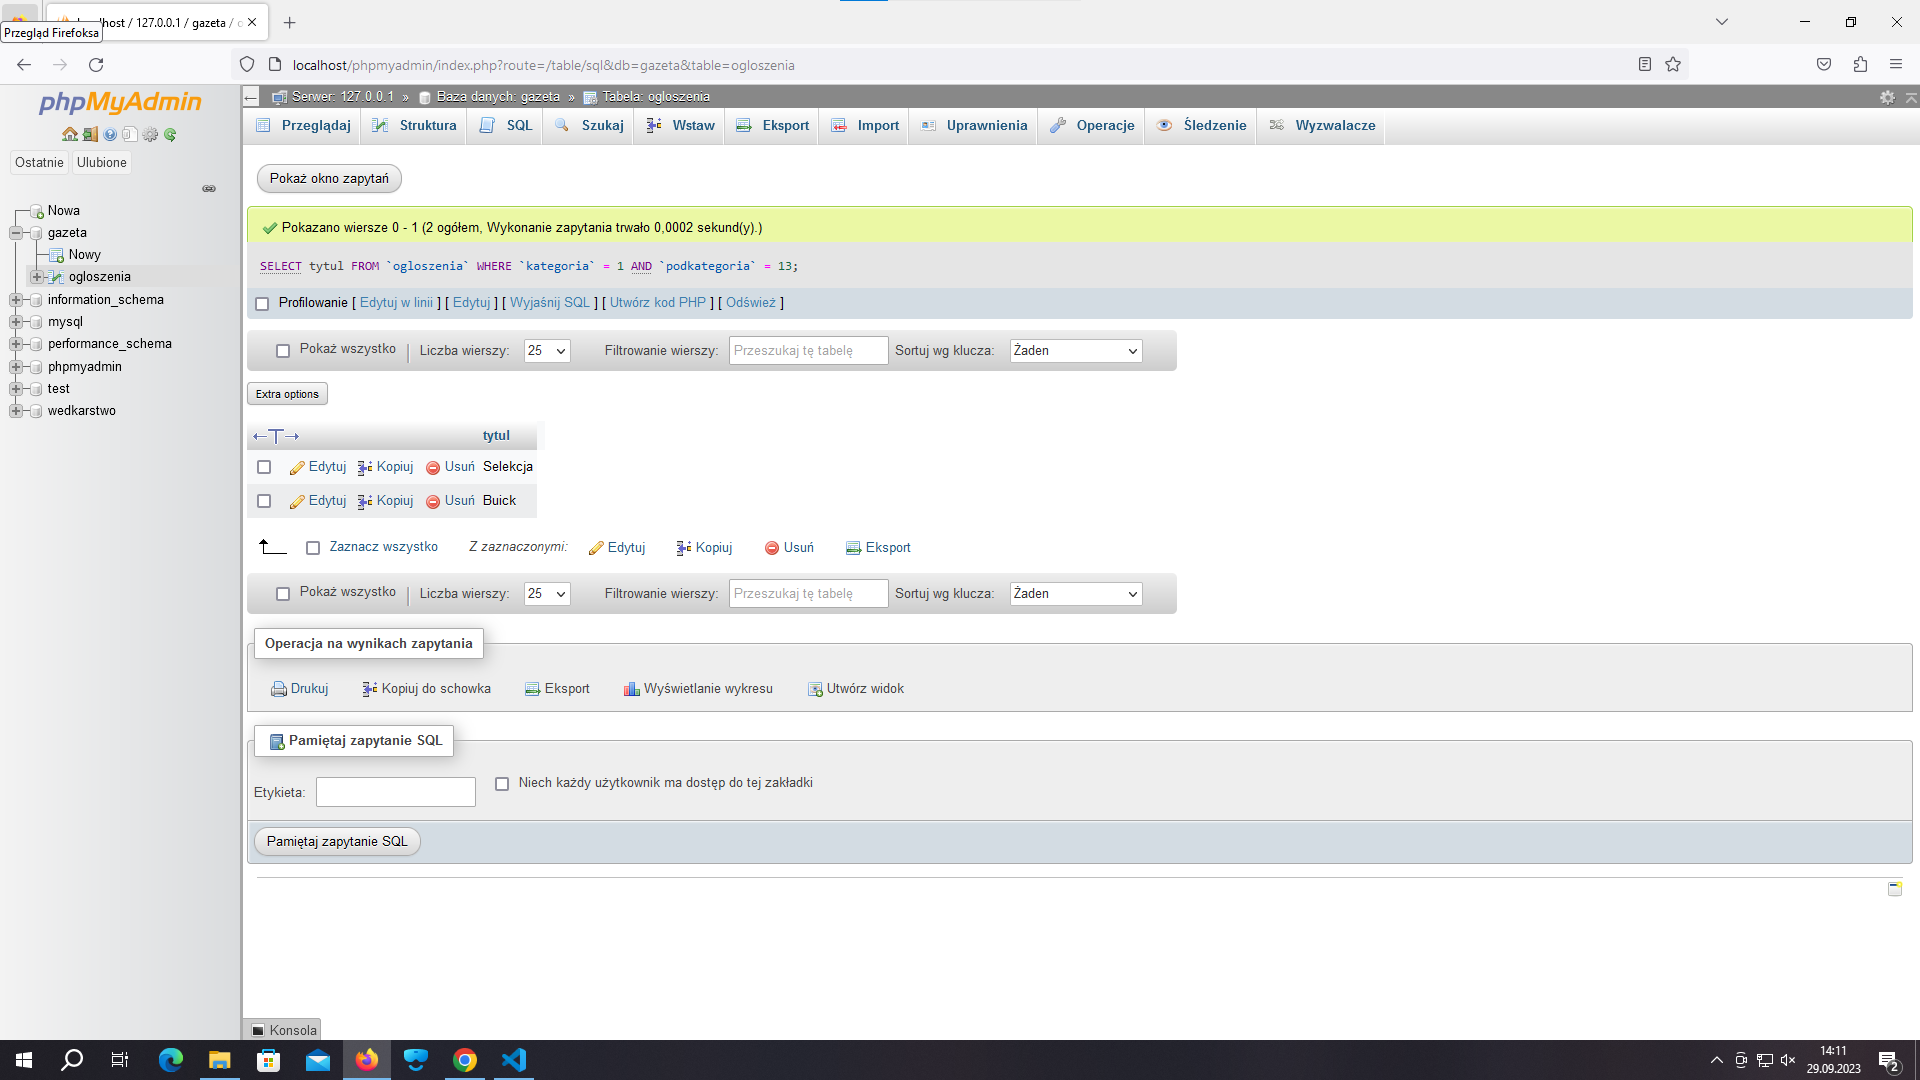 localhost / 127.0.0.1 / gazeta /
Przegląd Firefoksa
localhost/phpmyadmin/index.php?route=/table/sql&db=gazeta&table=ogloszenia
phpMyAdmin
Ostatnie Ulubione
Nowa
gazeta
Nowy
ogloszenia
information_schema
mysql
performance_schema
phpmyadmin
test
wedkarstwo
Serwer: 127.0.0.1 » Baza danych: gazeta » Tabela: ogloszenia
Przeglądaj Struktura SQL Szukaj Wstaw Eksport Import Uprawnienia Operacje Śledzenie Wyzwalacze
Pokaż okno zapytań
Pokazano wiersze 0 - 1 (2 ogółem, Wykonanie zapytania trwało 0,0002 sekund(y).)
SELECT tytul FROM `ogloszenia` WHERE `kategoria` = 1 AND `podkategoria` = 13;
Profilowanie [ Edytuj w linii ] [ Edytuj ] [ Wyjaśnij SQL ] [ Utwórz kod PHP ] [ Odśwież ]
Pokaż wszystko | Liczba wierszy: 25 Filtrowanie wierszy: Przeszukaj tę tabelę Sortuj wg klucza: Żaden
Extra options
←T→ tytul
Edytuj Kopiuj Usuń Selekcja
Edytuj Kopiuj Usuń Buick
Zaznacz wszystko Z zaznaczonymi: Edytuj Kopiuj Usuń Eksport
Pokaż wszystko | Liczba wierszy: 25 Filtrowanie wierszy: Przeszukaj tę tabelę Sortuj wg klucza: Żaden
Operacja na wynikach zapytania
Drukuj Kopiuj do schowka Eksport Wyświetlanie wykresu Utwórz widok
Pamiętaj zapytanie SQL
Etykieta: Niech każdy użytkownik ma dostęp do tej zakładki
Pamiętaj zapytanie SQL
Konsola
14:11
29.09.2023
2